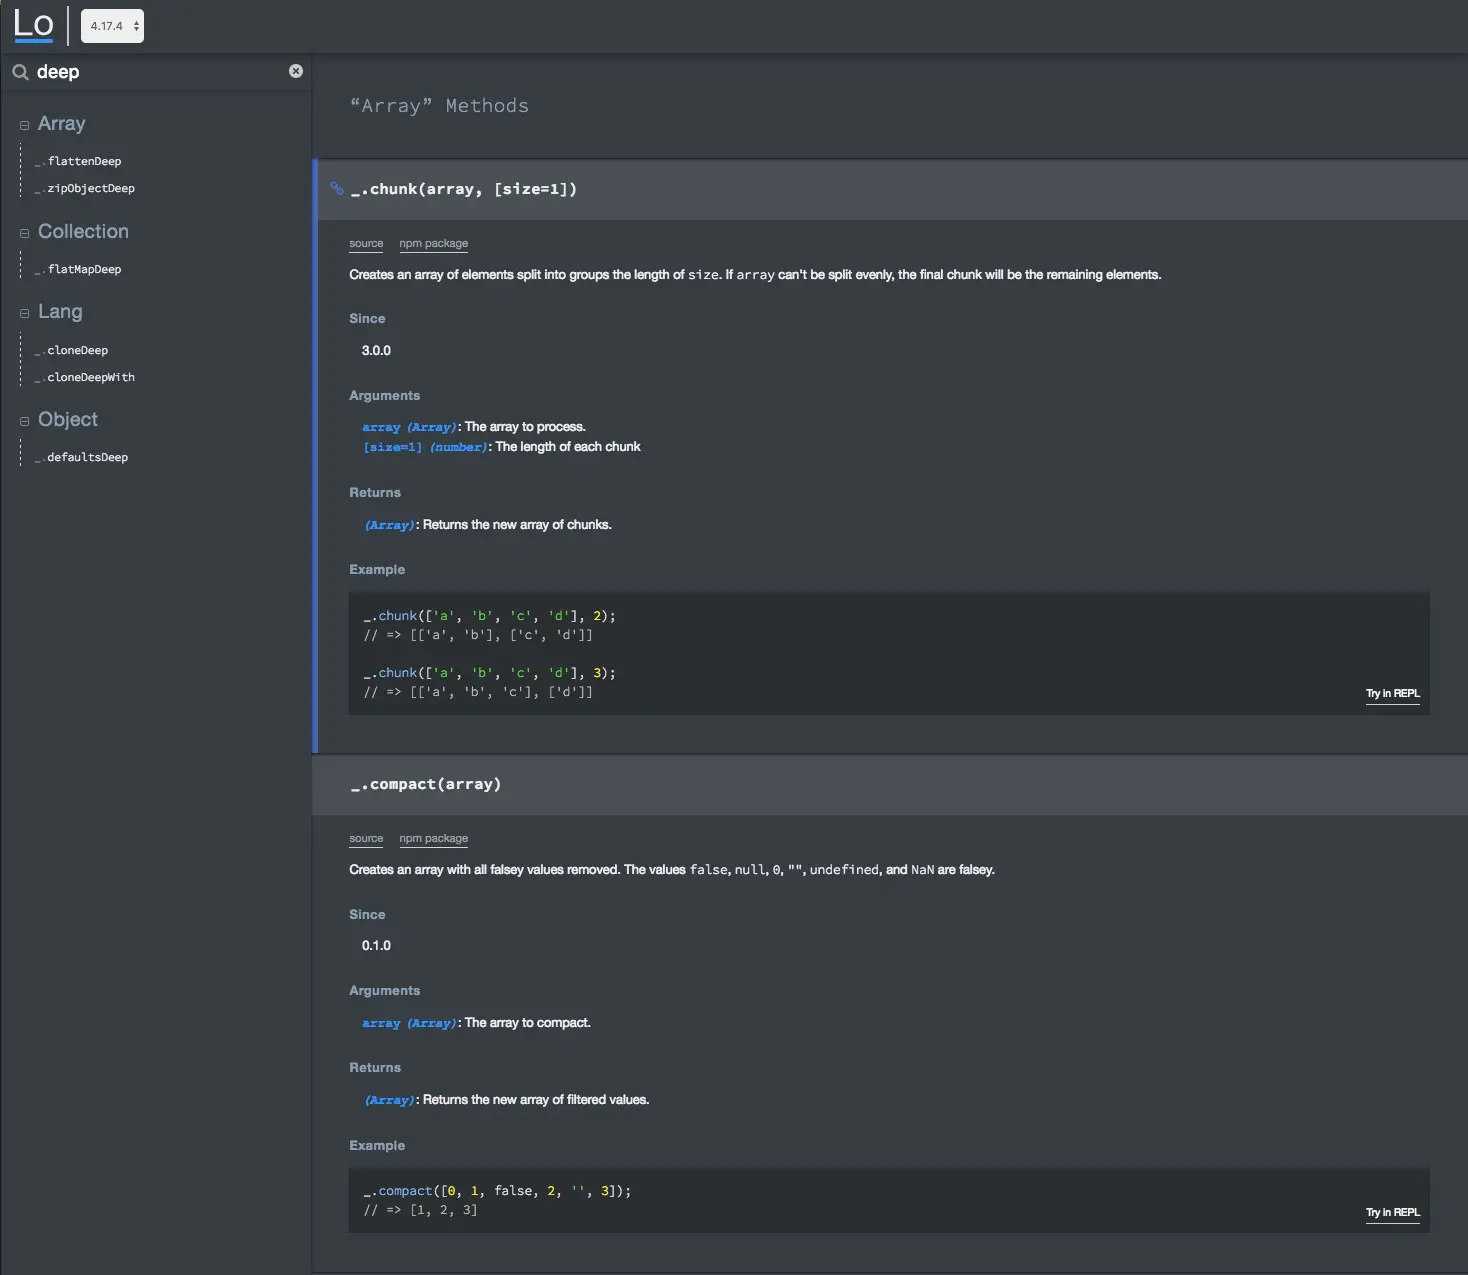 Lo
4.17.4
deep
Array
_.flattenDeep
_.zipObjectDeep
Collection
_.flatMapDeep
Lang
_.cloneDeep
_.cloneDeepWith
Object
_.defaultsDeep
“Array” Methods
_.chunk(array, [size=1])
source npm package
Creates an array of elements split into groups the length of size. If array can't be split evenly, the final chunk will be the remaining elements.
Since
3.0.0
Arguments
array (Array): The array to process.
[size=1] (number): The length of each chunk
Returns
(Array): Returns the new array of chunks.
Example
_.chunk(['a', 'b', 'c', 'd'], 2);
// => [['a', 'b'], ['c', 'd']]
_.chunk(['a', 'b', 'c', 'd'], 3);
// => [['a', 'b', 'c'], ['d']]
Try in REPL
_.compact(array)
source npm package
Creates an array with all falsey values removed. The values false, null, 0, "", undefined, and NaN are falsey.
Since
0.1.0
Arguments
array (Array): The array to compact.
Returns
(Array): Returns the new array of filtered values.
Example
_.compact([0, 1, false, 2, '', 3]);
// => [1, 2, 3]
Try in REPL